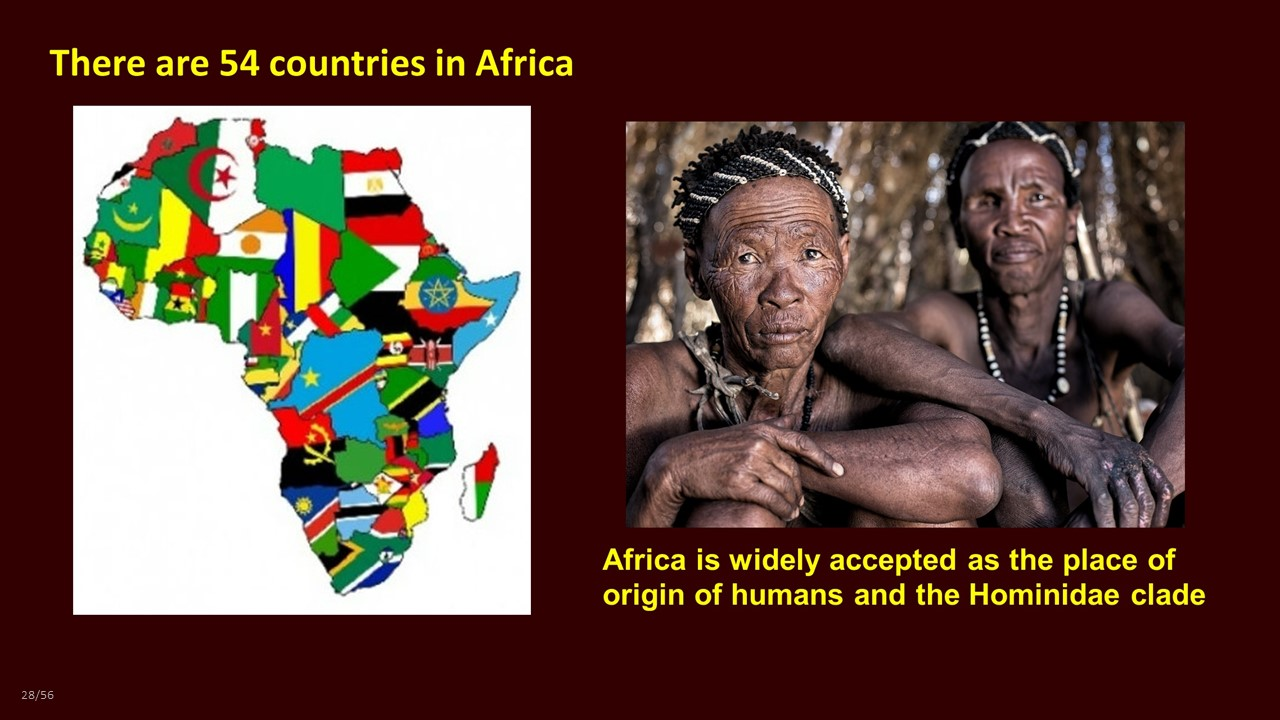 There are 54 countries in Africa
Africa is widely accepted as the place of
origin of humans and the Hominidae clade
28/56